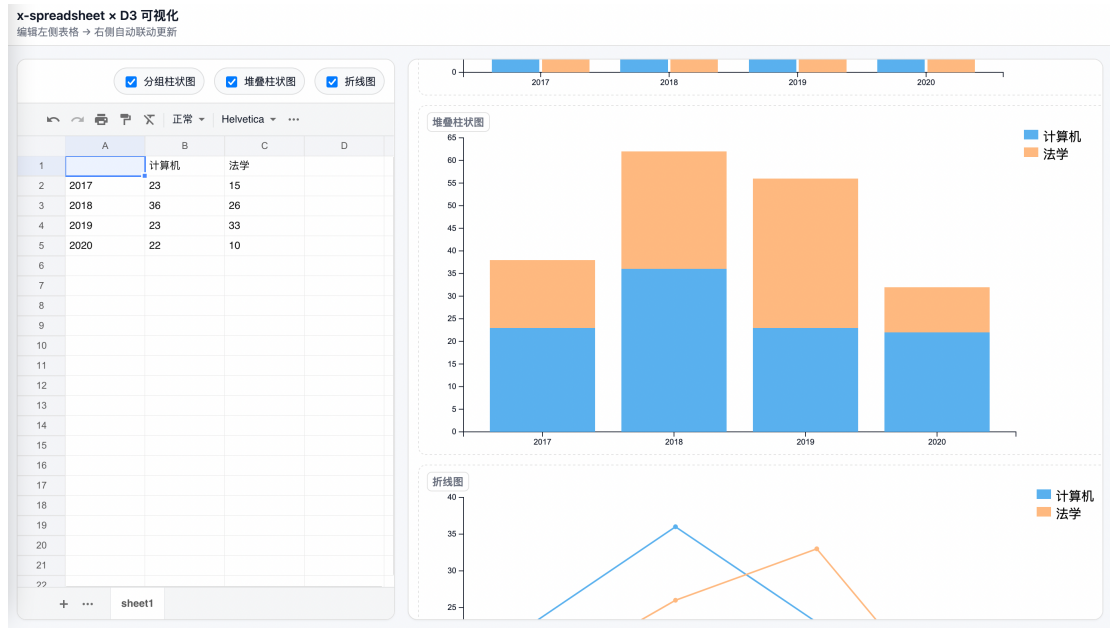 x-spreadsheet × D3 可视化
编辑左侧表格 → 右侧自动联动更新
分组柱状图 堆叠柱状图 折线图
正常 Helvetica
A B C D
1 计算机 法学
2 2017 23 15
3 2018 36 26
4 2019 23 33
5 2020 22 10
6
7
8
9
10
11
12
13
14
15
16
17
18
19
20
21
22
sheet1
0
2017 2018 2019 2020
堆叠柱状图
65
60
55
50
45
40
35
30
25
20
15
10
5
0
2017 2018 2019 2020
计算机
法学
折线图
40
35
30
25
计算机
法学